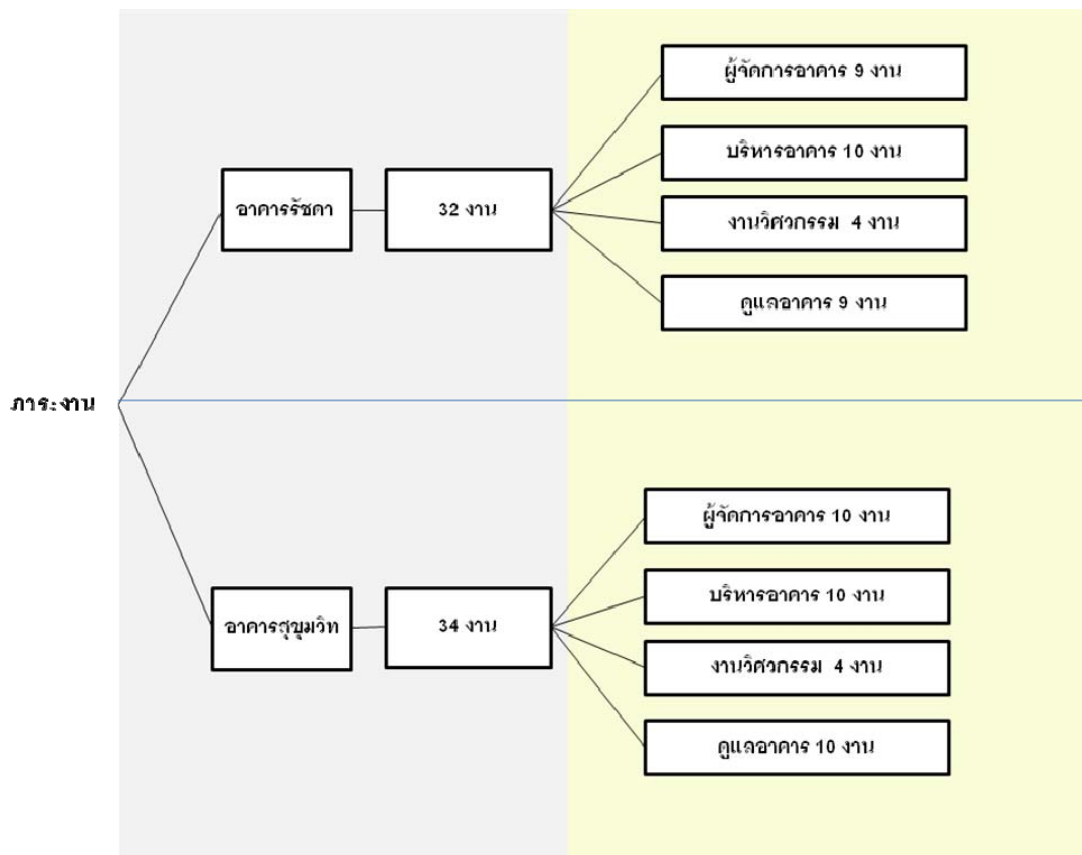 ผู้จัดการอาคาร 9 งาน
บริหารอาคาร 10 งาน
อาคารรัชดา
32 งาน
งานวิศวกรรม 4 งาน
ดูแลอาคาร 9 งาน
ภาระงาน
ผู้จัดการอาคาร 10 งาน
บริหารอาคาร 10 งาน
อาคารสุขุมวิท
34 งาน
งานวิศวกรรม 4 งาน
ดูแลอาคาร 10 งาน